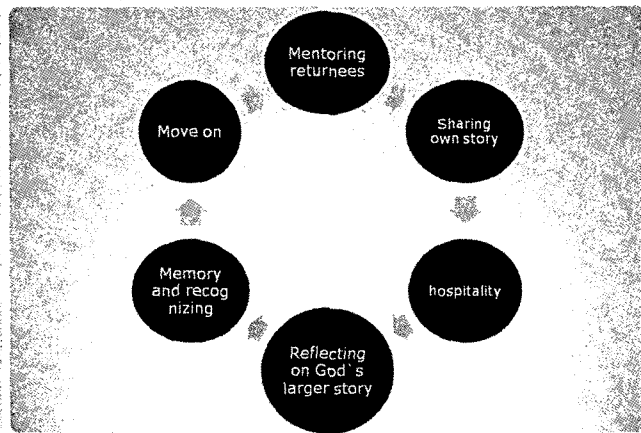 Mentoring
returnees
Sharing
own story
hospitality
Reflecting
on God`s
larger story
Memory
and recog
nizing
Move on